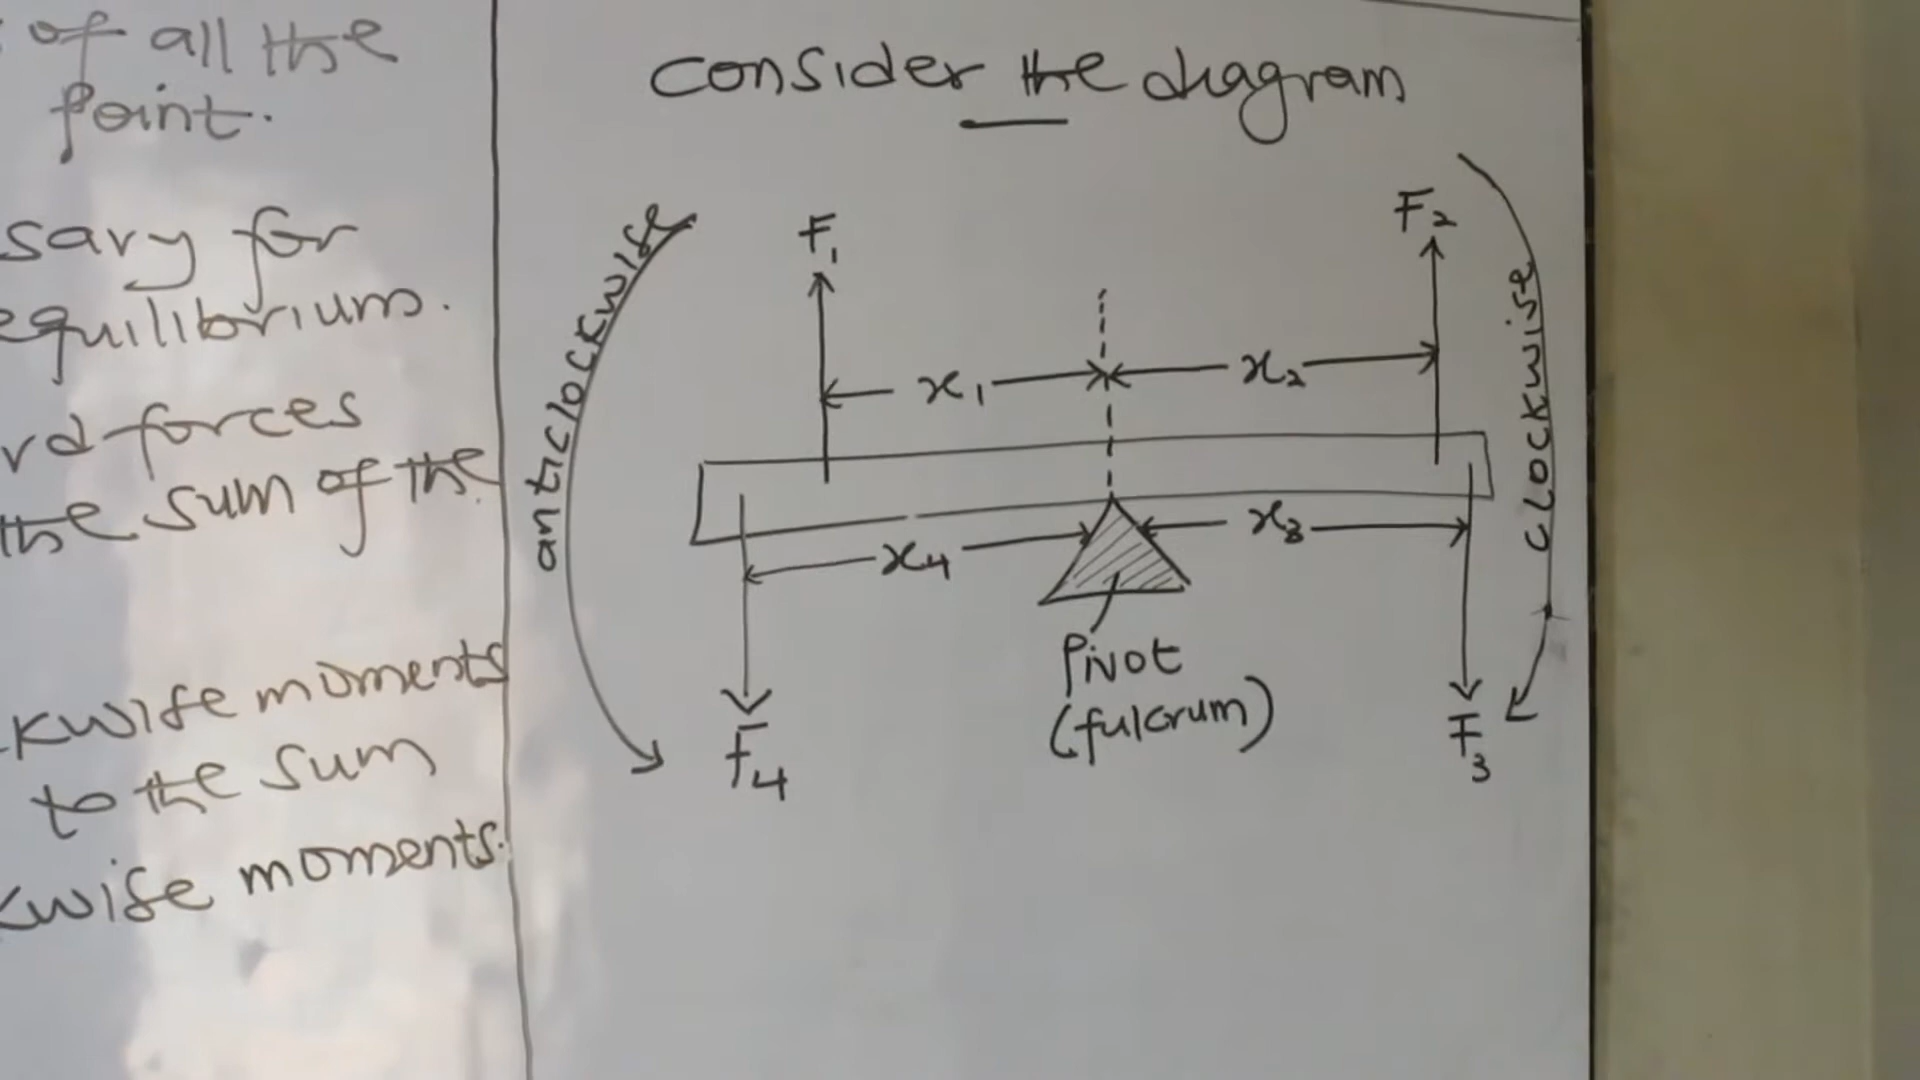 of all the
point.
sary for
equilibrium.
rd forces
the sum of the
kwise moments
to the sum
kwise moments.
consider the diagram
anticlockwise
F1
F2
clockwise
x1
x2
x4
x3
Pivot
(fulcrum)
F4
F3